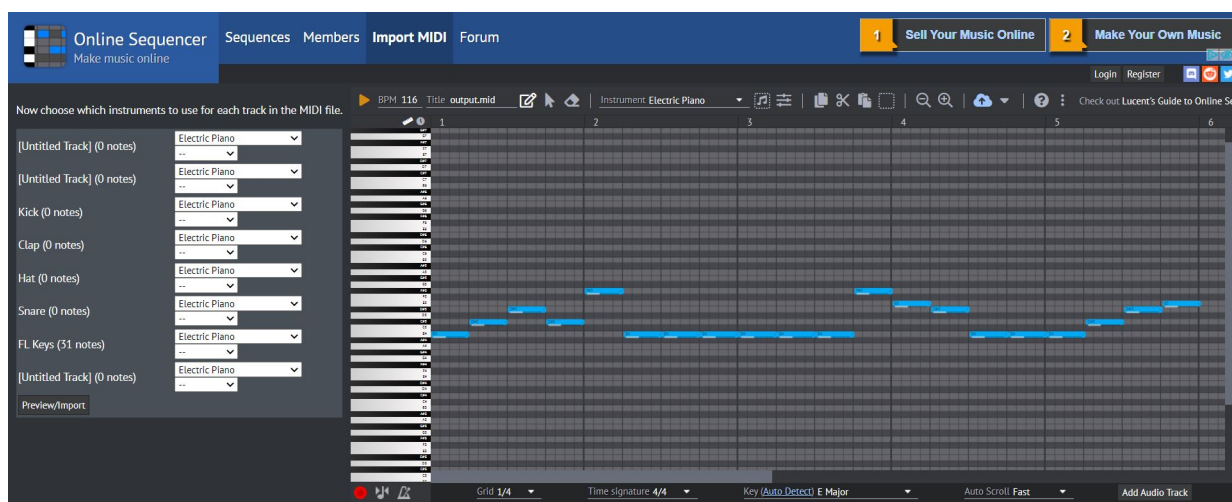 Online Sequencer
Make music online
Sequences Members Import MIDI Forum
1 Sell Your Music Online
2 Make Your Own Music
Login Register
Now choose which instruments to use for each track in the MIDI file.
[Untitled Track] (0 notes) Electric Piano
--
[Untitled Track] (0 notes) Electric Piano
--
Kick (0 notes) Electric Piano
--
Clap (0 notes) Electric Piano
--
Hat (0 notes) Electric Piano
--
Snare (0 notes) Electric Piano
--
FL Keys (31 notes) Electric Piano
--
[Untitled Track] (0 notes) Electric Piano
--
Preview/Import
BPM 116 Title output.mid Instrument Electric Piano Check out Lucent's Guide to Online Se
1 2 3 4 5 6
Grid 1/4 Time signature 4/4 Key (Auto Detect) E Major Auto Scroll Fast Add Audio Track